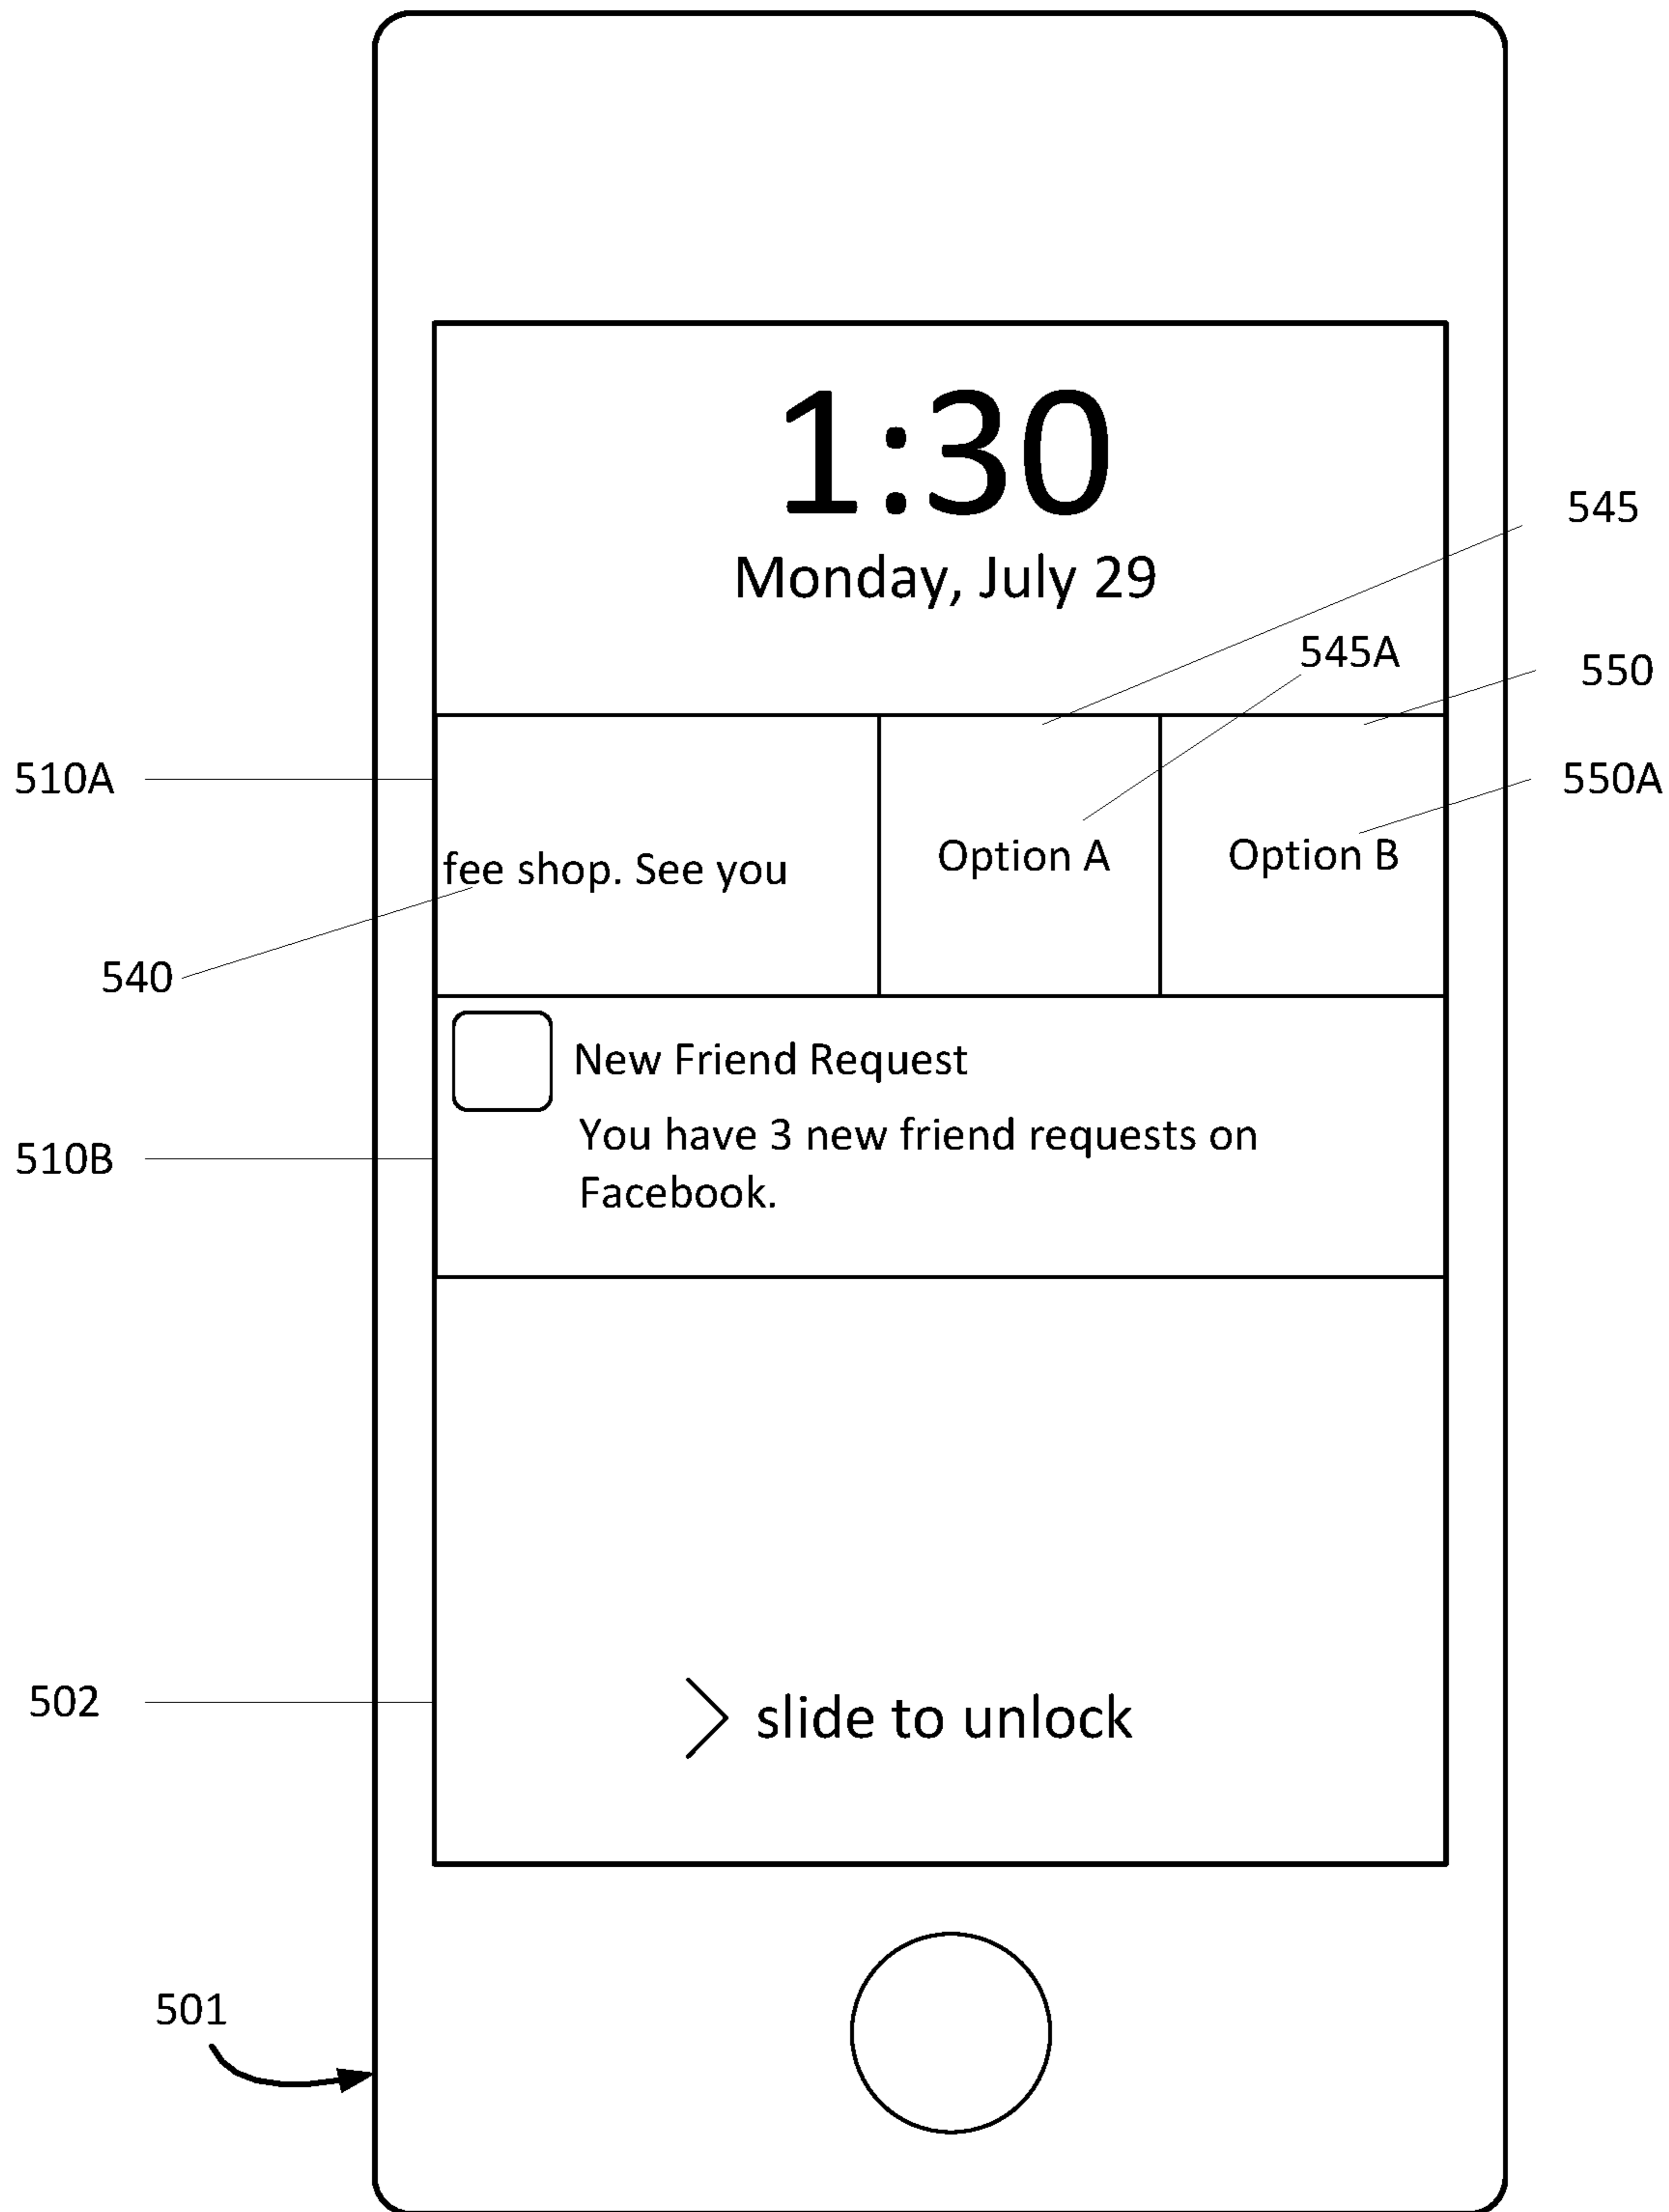 1:30
545
Monday, July 29
545A
550
510A
550A
fee shop. See you
Option A
Option B
540
New Friend Request
You have 3 new friend requests on
510B
Facebook.
502
slide to unlock
501